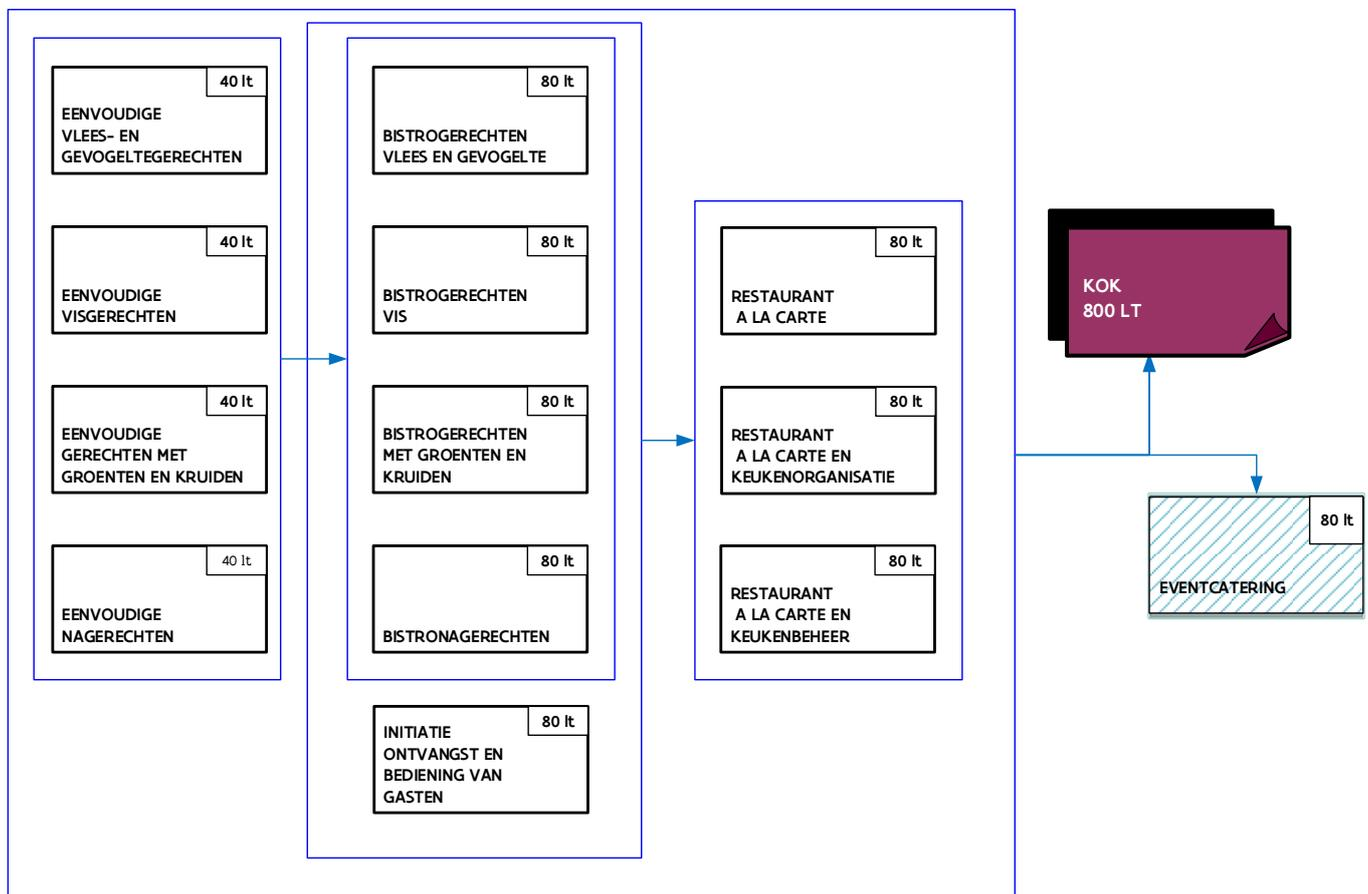 40 lt
EENVOUDIGE
VLEES- EN
GEVOGELTEGERECHTEN
40 lt
EENVOUDIGE
VISGERECHTEN
40 lt
EENVOUDIGE
GERECHTEN MET
GROENTEN EN KRUIDEN
40 lt
EENVOUDIGE
NAGERECHTEN
80 lt
BISTROGERECHTEN
VLEES EN GEVOGELTE
80 lt
BISTROGERECHTEN
VIS
80 lt
BISTROGERECHTEN
MET GROENTEN EN
KRUIDEN
80 lt
BISTRONAGERECHTEN
80 lt
INITIATIE
ONTVANGST EN
BEDIENING VAN
GASTEN
80 lt
RESTAURANT
A LA CARTE
80 lt
RESTAURANT
A LA CARTE EN
KEUKENORGANISATIE
80 lt
RESTAURANT
A LA CARTE EN
KEUKENBEHEER
KOK
800 LT
80 lt
EVENTCATERING